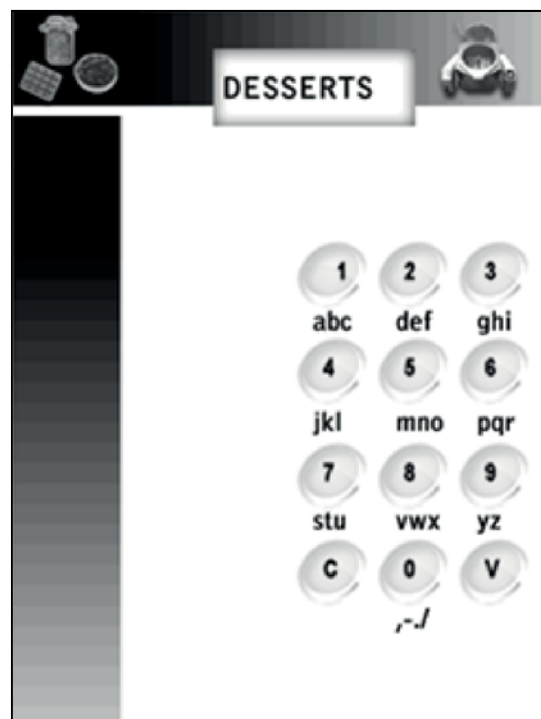 DESSERTS
1 2 3
abc def ghi
4 5 6
jkl mno pqr
7 8 9
stu vwx yz
C 0 V
,-./